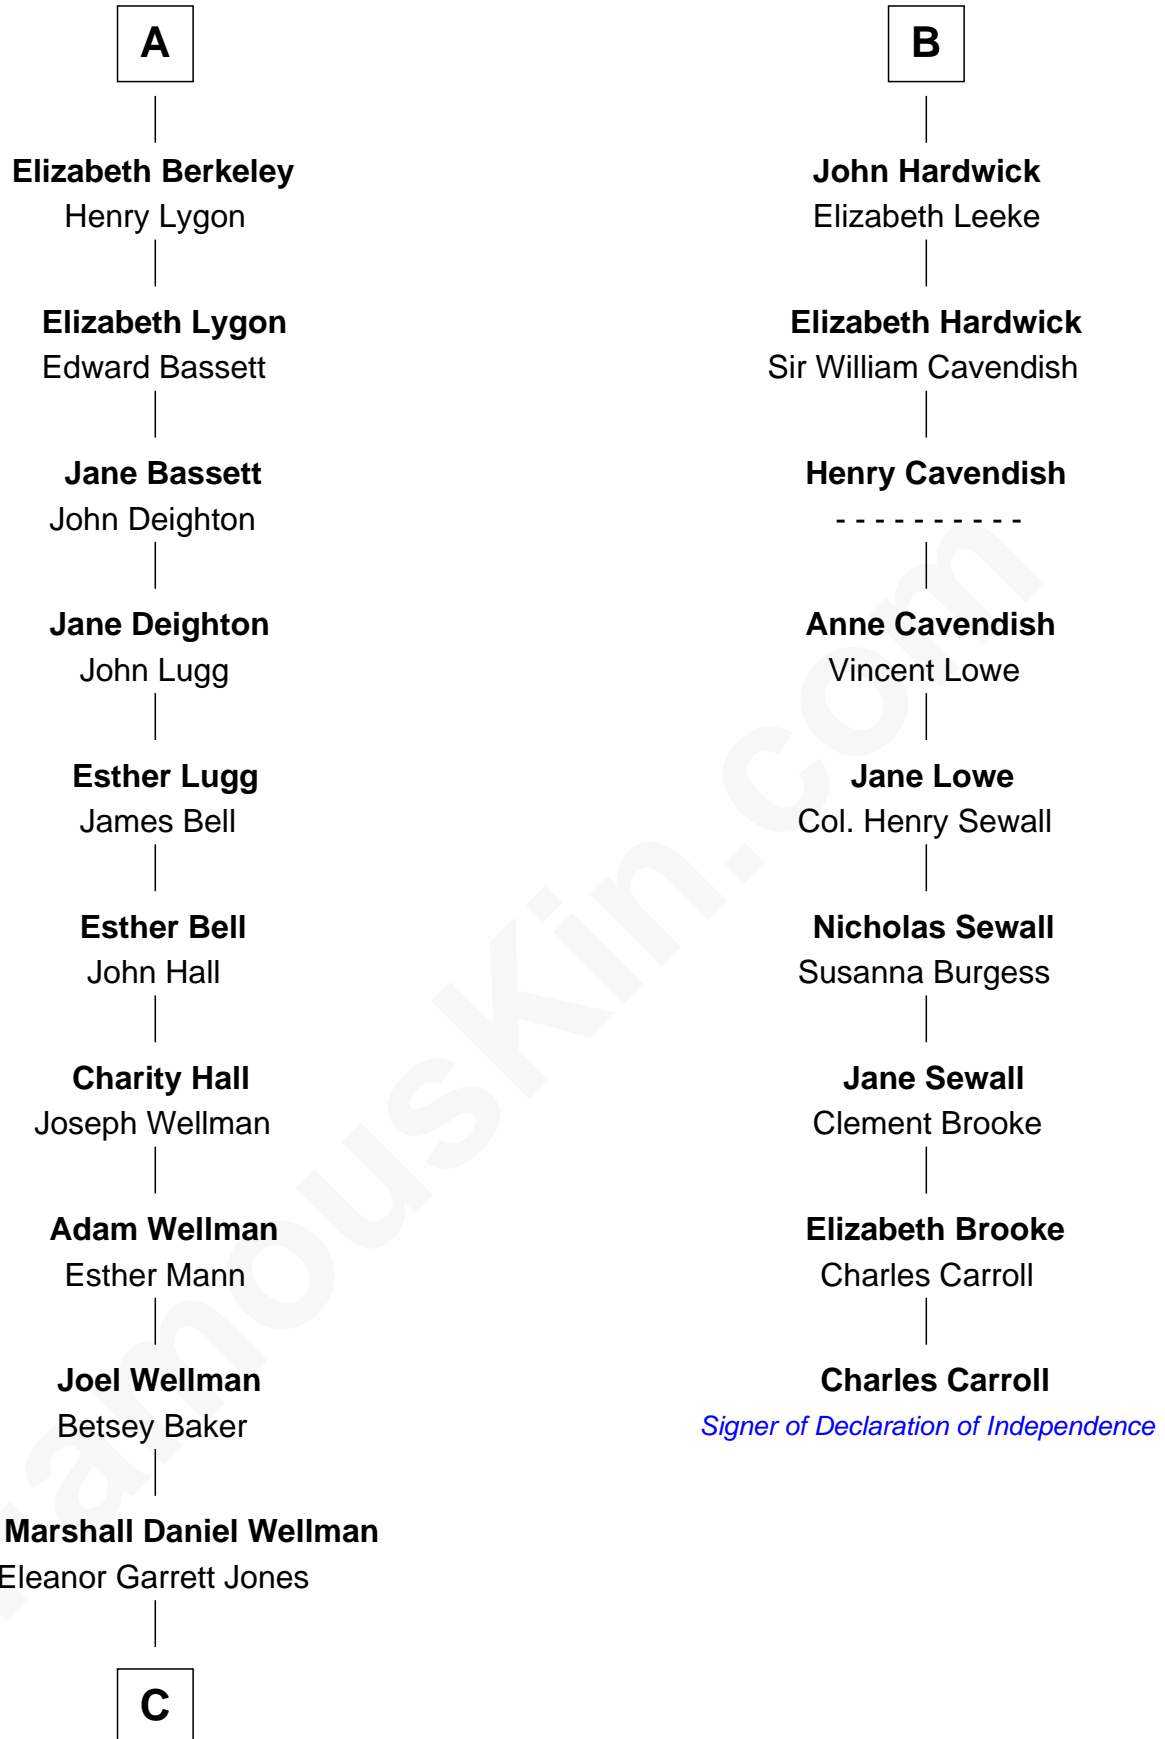 A
Elizabeth Berkeley
Henry Lygon
Elizabeth Lygon
Edward Bassett
Jane Bassett
John Deighton
Jane Deighton
John Lugg
Esther Lugg
James Bell
Esther Bell
John Hall
Charity Hall
Joseph Wellman
Adam Wellman
Esther Mann
Joel Wellman
Betsey Baker
Marshall Daniel Wellman
Eleanor Garrett Jones
C
B
John Hardwick
Elizabeth Leeke
Elizabeth Hardwick
Sir William Cavendish
Henry Cavendish
- - - - - - - - - -
Anne Cavendish
Vincent Lowe
Jane Lowe
Col. Henry Sewall
Nicholas Sewall
Susanna Burgess
Jane Sewall
Clement Brooke
Elizabeth Brooke
Charles Carroll
Charles Carroll
Signer of Declaration of Independence
FamousKin.com